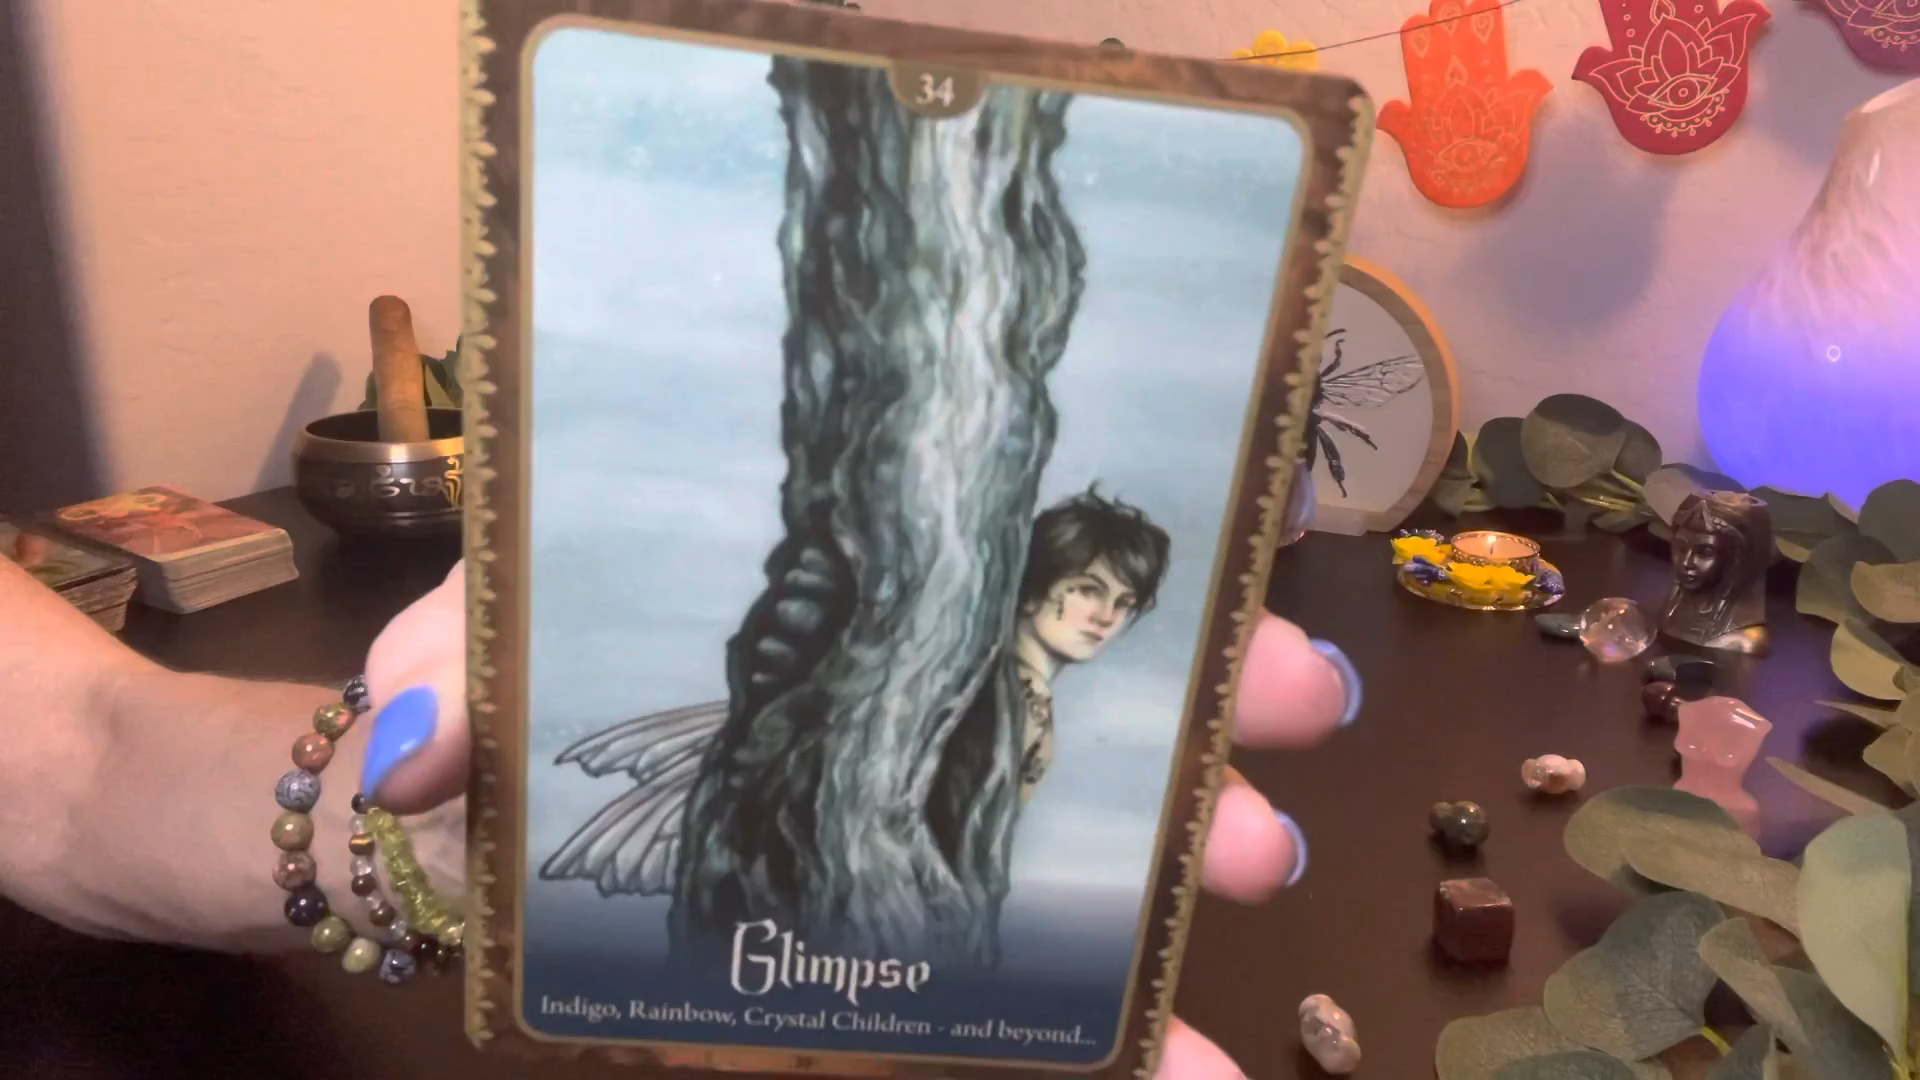 34
Glimpse
Indigo, Rainbow, Crystal Children - and beyond...